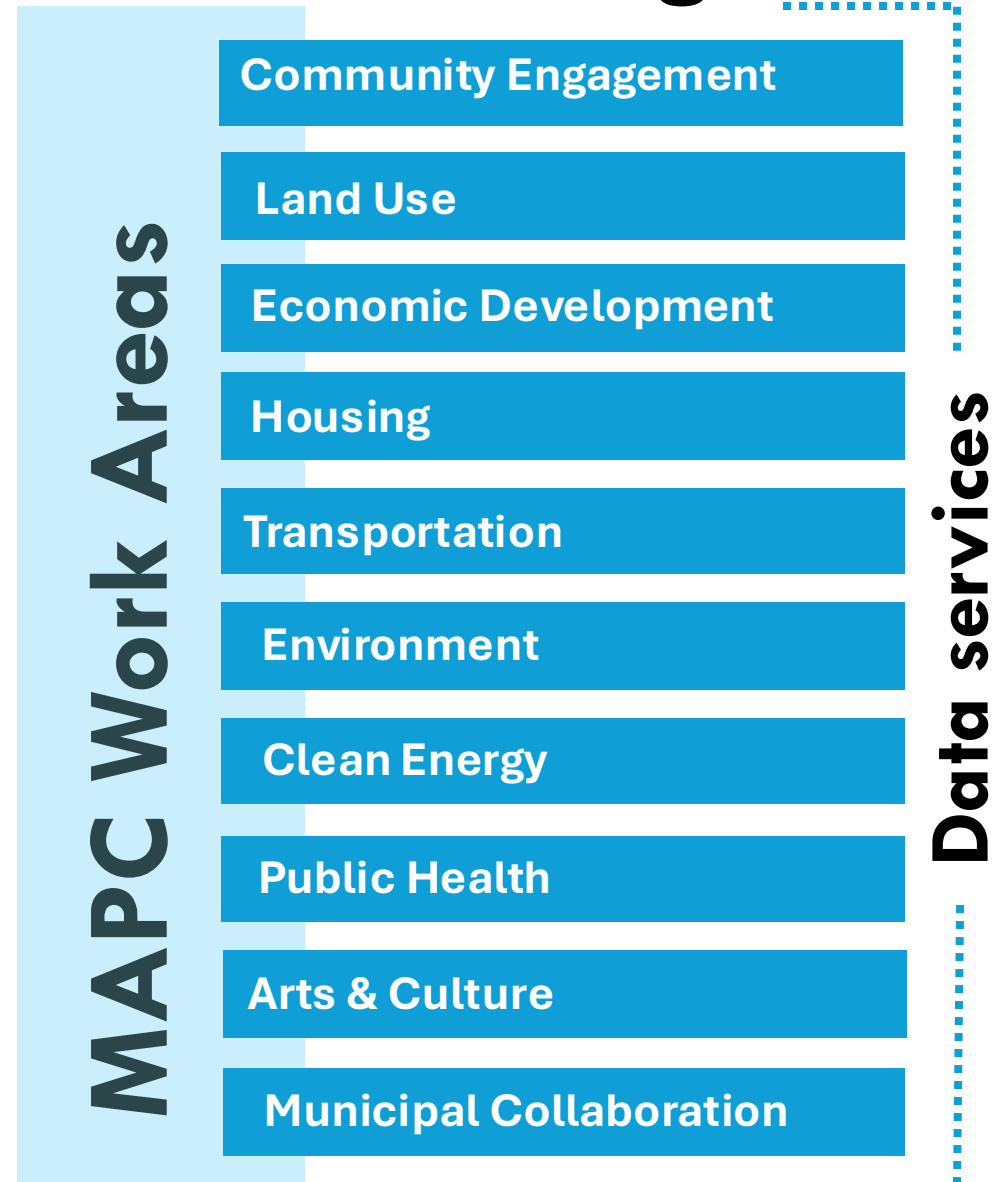 MAPC Work Areas
Community Engagement
Land Use
Economic Development
Housing
Transportation
Environment
Clean Energy
Public Health
Arts & Culture
Municipal Collaboration
Data services